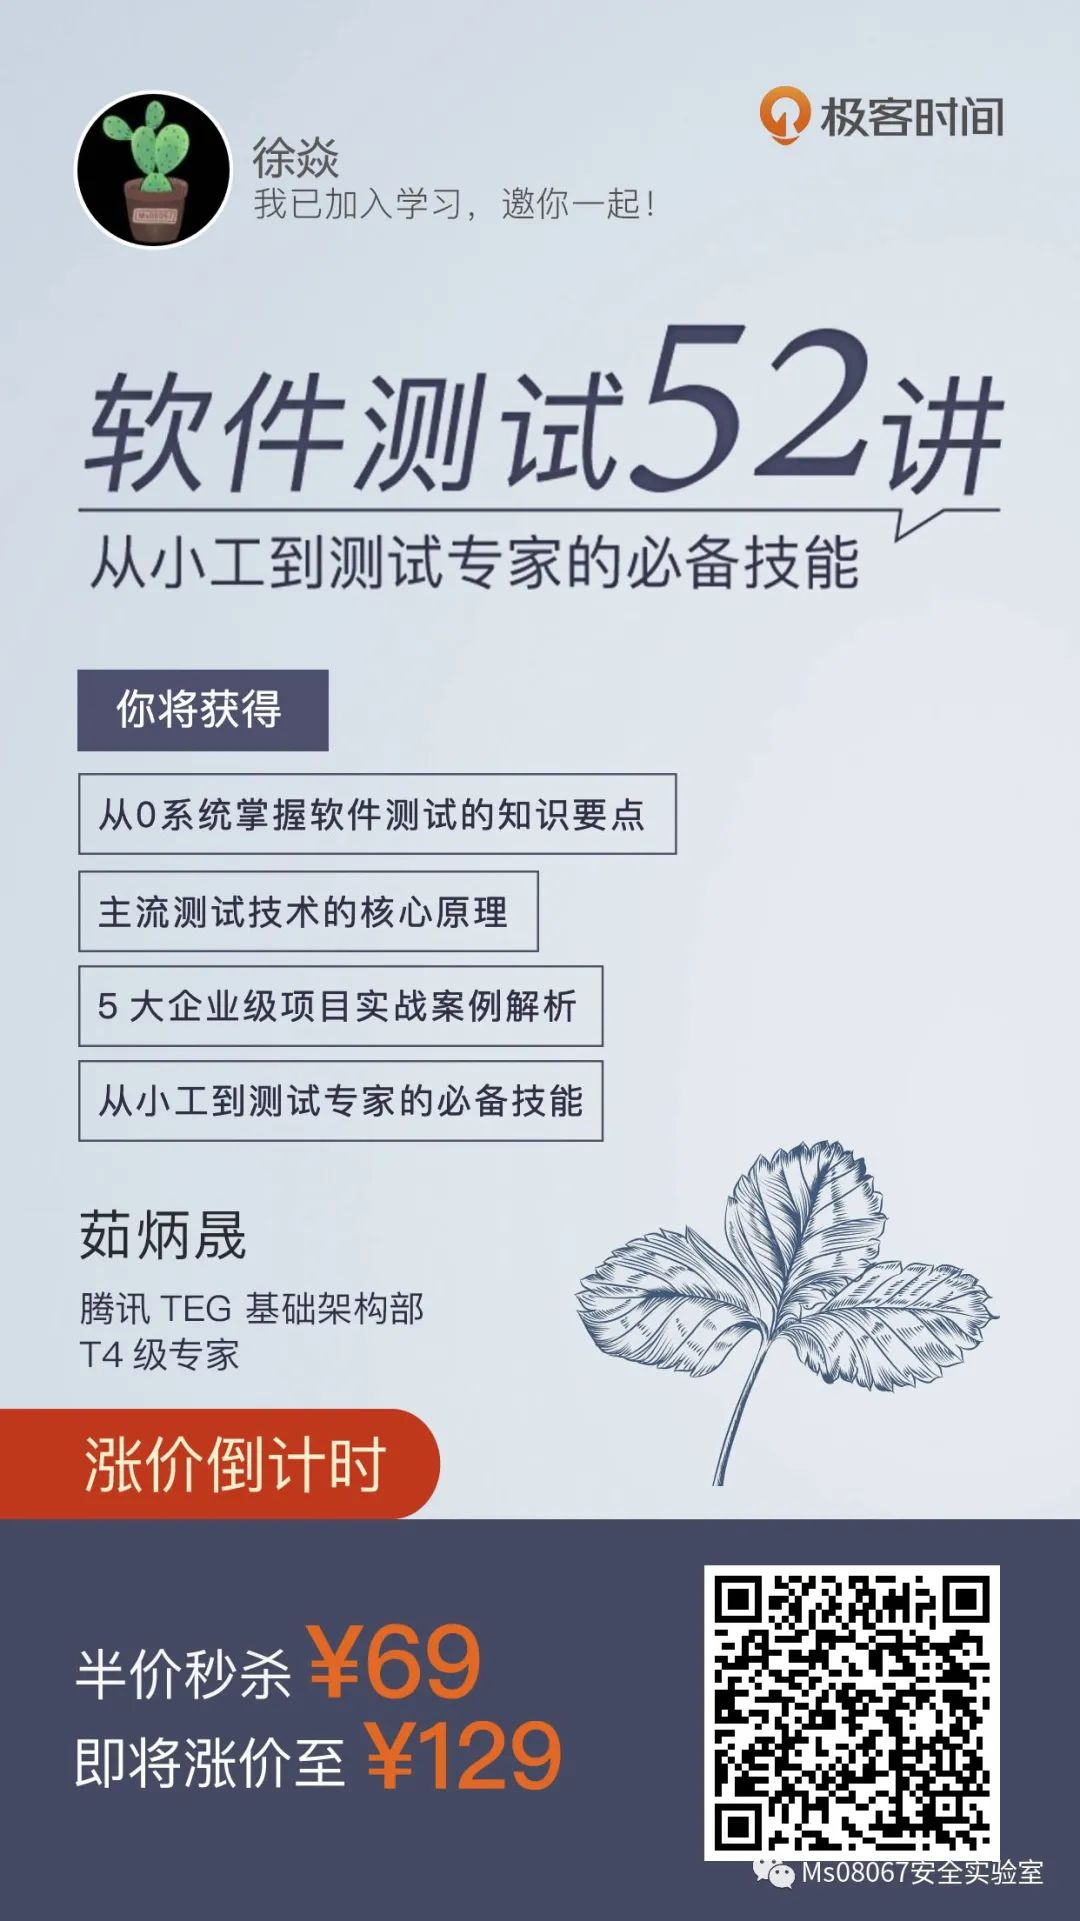 极客时间
徐焱
我已加入学习，邀你一起！
Ms08067
软件测试52讲
从小工到测试专家的必备技能
你将获得
从0系统掌握软件测试的知识要点
主流测试技术的核心原理
5 大企业级项目实战案例解析
从小工到测试专家的必备技能
茹炳晟
腾讯 TEG 基础架构部
T4 级专家
涨价倒计时
半价秒杀 ¥69
即将涨价至 ¥129
Ms08067安全实验室